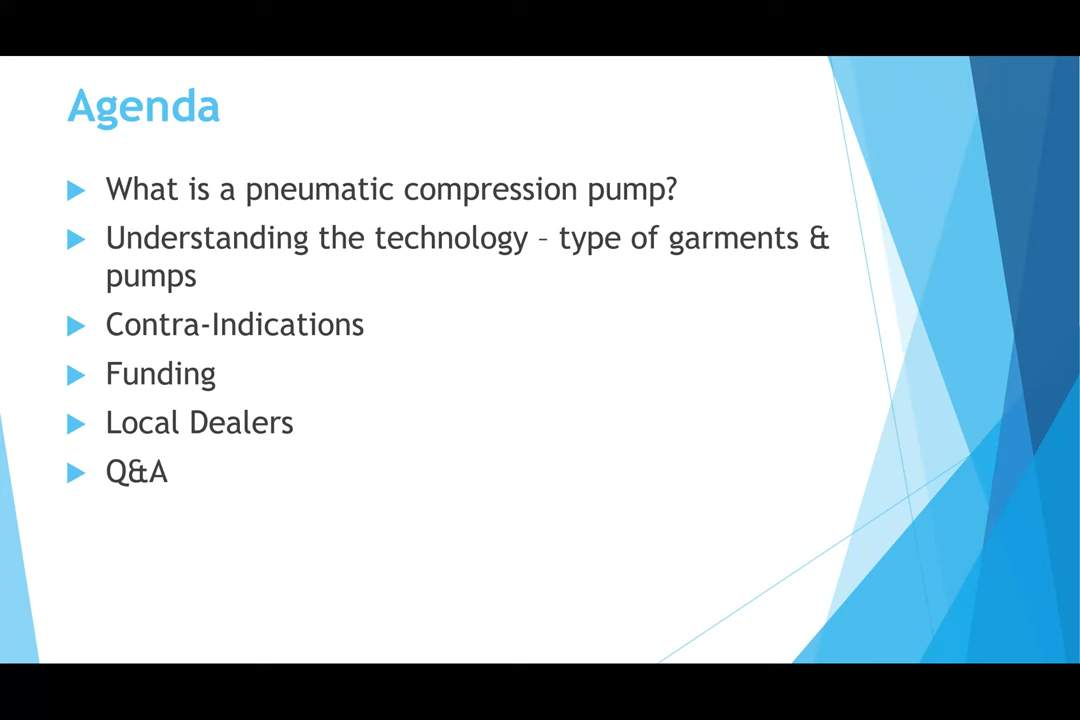 Agenda
What is a pneumatic compression pump?
Understanding the technology – type of garments &
pumps
Contra-Indications
Funding
Local Dealers
Q&A